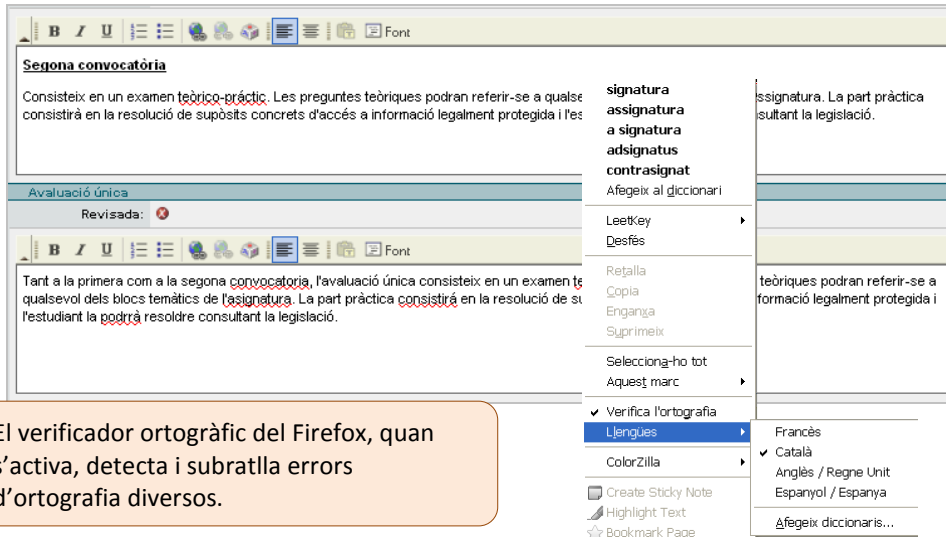 B I U Font
Segona convocatòria
Consisteix en un examen teòrico-práctic. Les preguntes teòriques podran referir-se a qualse
ssignatura. La part pràctica
consistirà en la resolució de supòsits concrets d'accés a informació legalment protegida i l'es
sultant la legislació.
Avaluació única
Revisada:
B I U Font
Tant a la primera com a la segona convocatoria, l'avaluació única consisteix en un examen te
teòriques podran referir-se a
qualsevol dels blocs temàtics de l'asignatura. La part pràctica consistirá en la resolució de su
formació legalment protegida i
l'estudiant la podrrà resoldre consultant la legislació.
signatura
assignatura
a signatura
adsignatus
contrasignat
Afegeix al diccionari
LeetKey
Desfés
Retalla
Copia
Enganxa
Suprimeix
Selecciona-ho tot
Aquest marc
Verifica l'ortografia
Llengües
ColorZilla
Create Sticky Note
Highlight Text
Bookmark Page
Francès
Català
Anglès / Regne Unit
Espanyol / Espanya
Afegeix diccionaris...
El verificador ortogràfic del Firefox, quan
s'activa, detecta i subratlla errors
d'ortografia diversos.